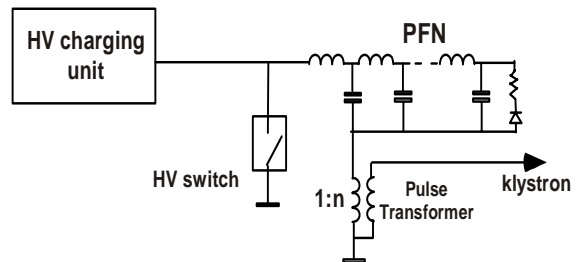 HV charging
unit
PFN
HV switch
1:n
Pulse
Transformer
klystron